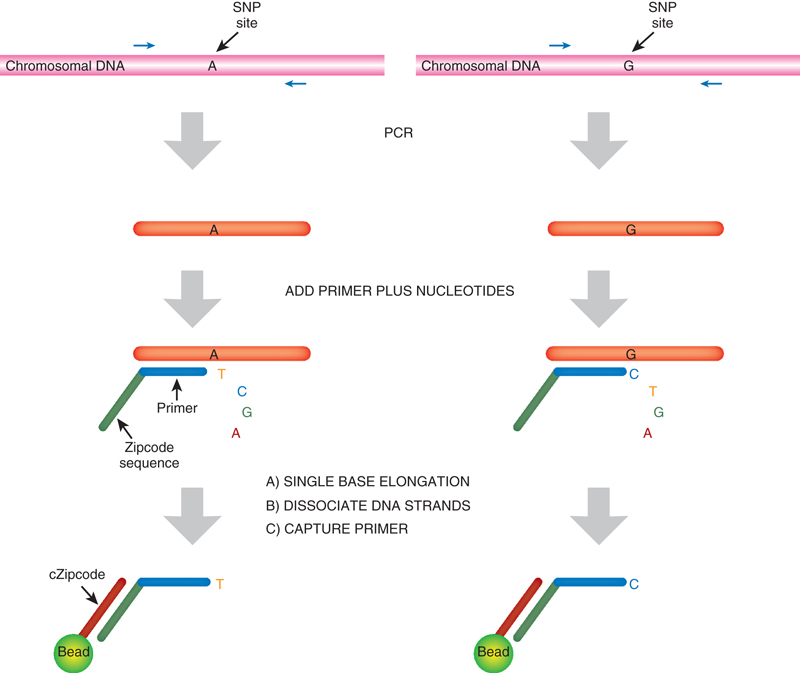 SNP
site
SNP
site
Chromosomal DNA A
Chromosomal DNA G
PCR
A
G
ADD PRIMER PLUS NUCLEOTIDES
A
G
T
C
G
A
Primer
Zipcode
sequence
C
T
G
A
A) SINGLE BASE ELONGATION
B) DISSOCIATE DNA STRANDS
C) CAPTURE PRIMER
cZipcode
T
Bead
C
Bead